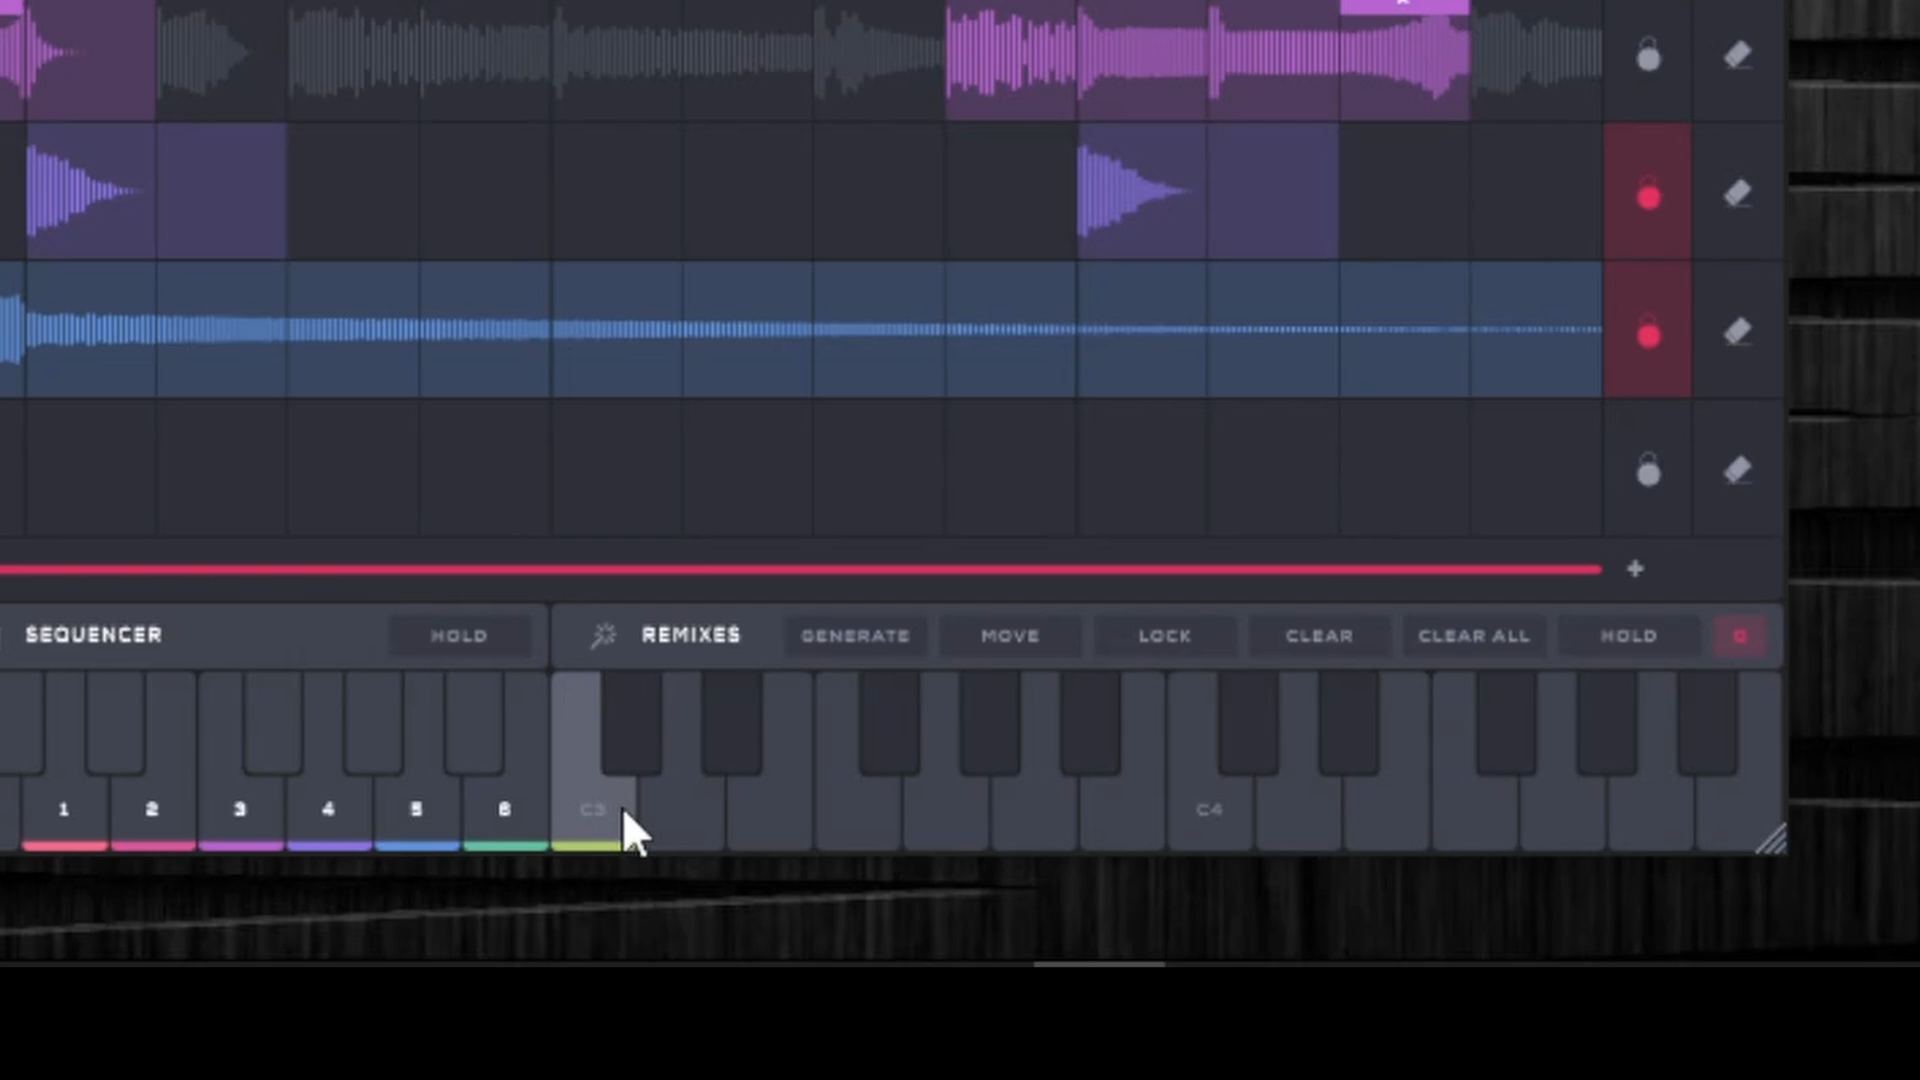 SEQUENCER HOLD REMIXES GENERATE MOVE LOCK CLEAR CLEAR ALL HOLD
1 2 3 4 5 6 C3 C4